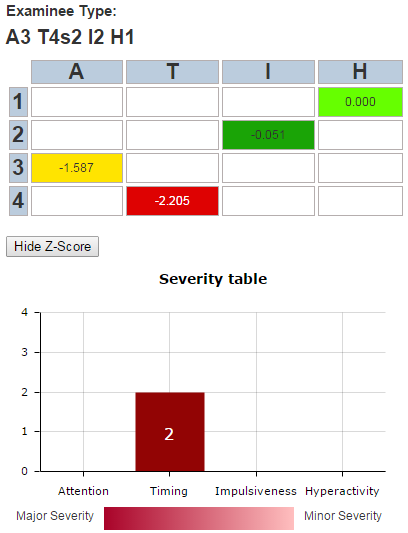 Examinee Type:
A3 T4s2 I2 H1
A T I H
1 0.000
2 -0.051
3 -1.587
4 -2.205
Hide Z-Score
Severity table
4
3
2
2
1
0
Attention Timing Impulsiveness Hyperactivity
Major Severity Minor Severity